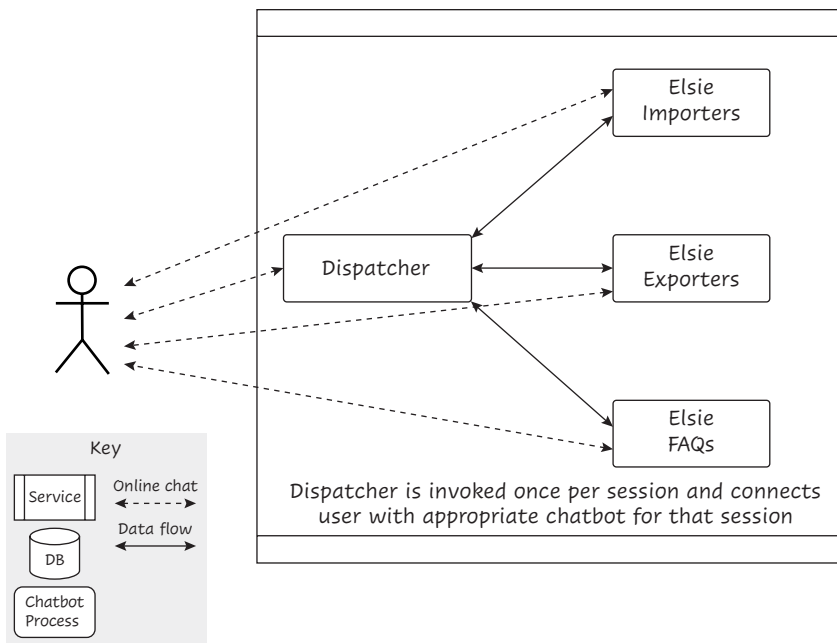 Elsie
Importers
Dispatcher
Elsie
Exporters
Elsie
FAQs
Dispatcher is invoked once per session and connects
user with appropriate chatbot for that session
Key
Service
Online chat
Data flow
DB
Chatbot
Process